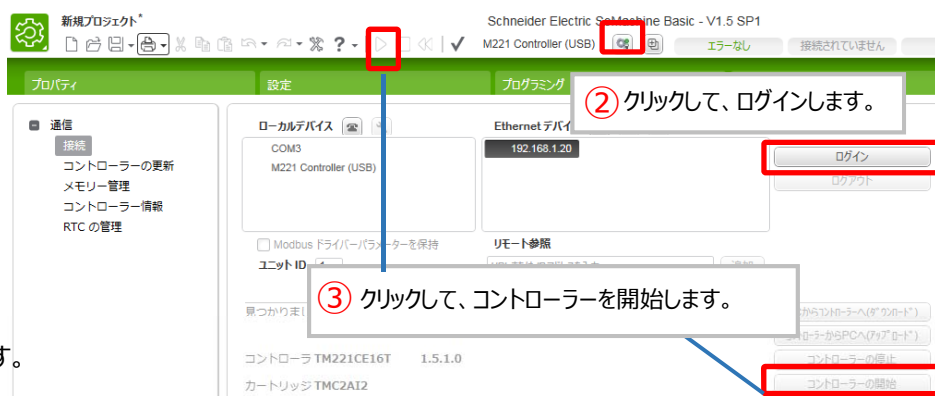 新規プロジェクト*
Schneider Electric SoMachine Basic - V1.5 SP1
M221 Controller (USB)
エラーなし
接続されていません
プロパティ
設定
プログラミング
② クリックして、ログインします。
通信
接続
コントローラーの更新
メモリー管理
コントローラー情報
RTC の管理
ローカルデバイス
COM3
M221 Controller (USB)
Ethernet デバイ
192.168.1.20
ログイン
ログアウト
Modbus ドライバーパラメーターを保持
リモート参照
ユニット ID
③ クリックして、コントローラーを開始します。
見つかりまし
からコントローラーへ(ダウンロード)
ローラーからPCへ(アップロード)
す。
コントローラ TM221CE16T 1.5.1.0
コントローラーの停止
カートリッジ TMC2AI2
コントローラーの開始